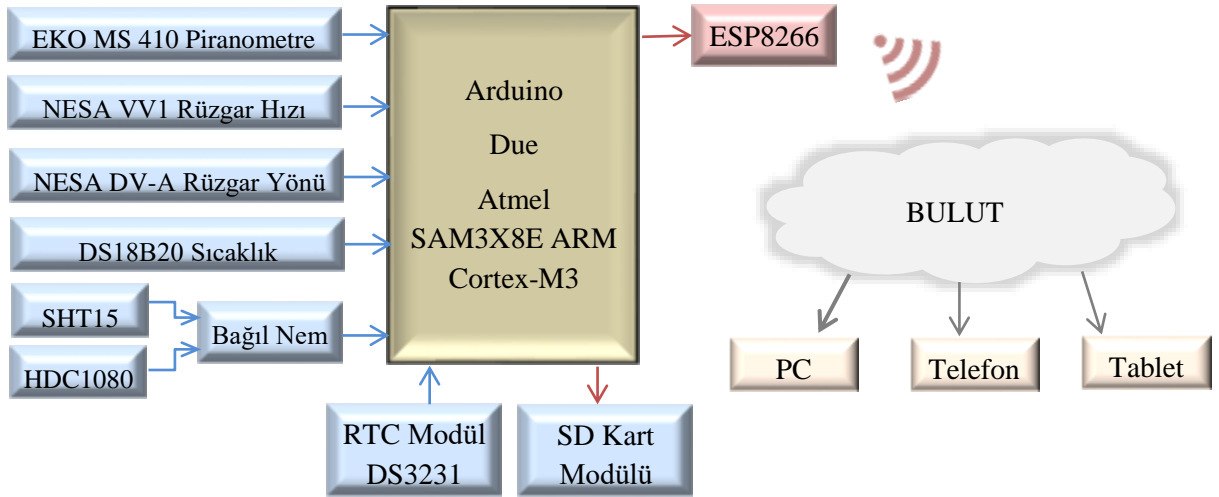 EKO MS 410 Piranometre
NESA VV1 Rüzgar Hızı
NESA DV-A Rüzgar Yönü
DS18B20 Sıcaklık
SHT15
HDC1080
Bağıl Nem
Arduino
Due
Atmel
SAM3X8E ARM
Cortex-M3
RTC Modül
DS3231
SD Kart
Modülü
ESP8266
BULUT
PC
Telefon
Tablet